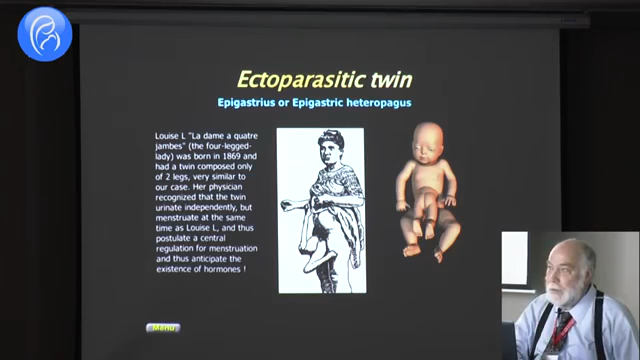 Ectoparasitic twin
Epigastrius or Epigastric heteropagus
Louise L "La dame a quatre
jambes" (the four-legged-
lady) was born in 1869 and
had a twin composed only
of 2 legs, very similar to
our case. Her physician
recognized that the twin
urinate independently, but
menstruate at the same
time as Louise L, and thus
postulate a central
regulation for menstruation
and thus anticipate the
existence of hormones !
Menu